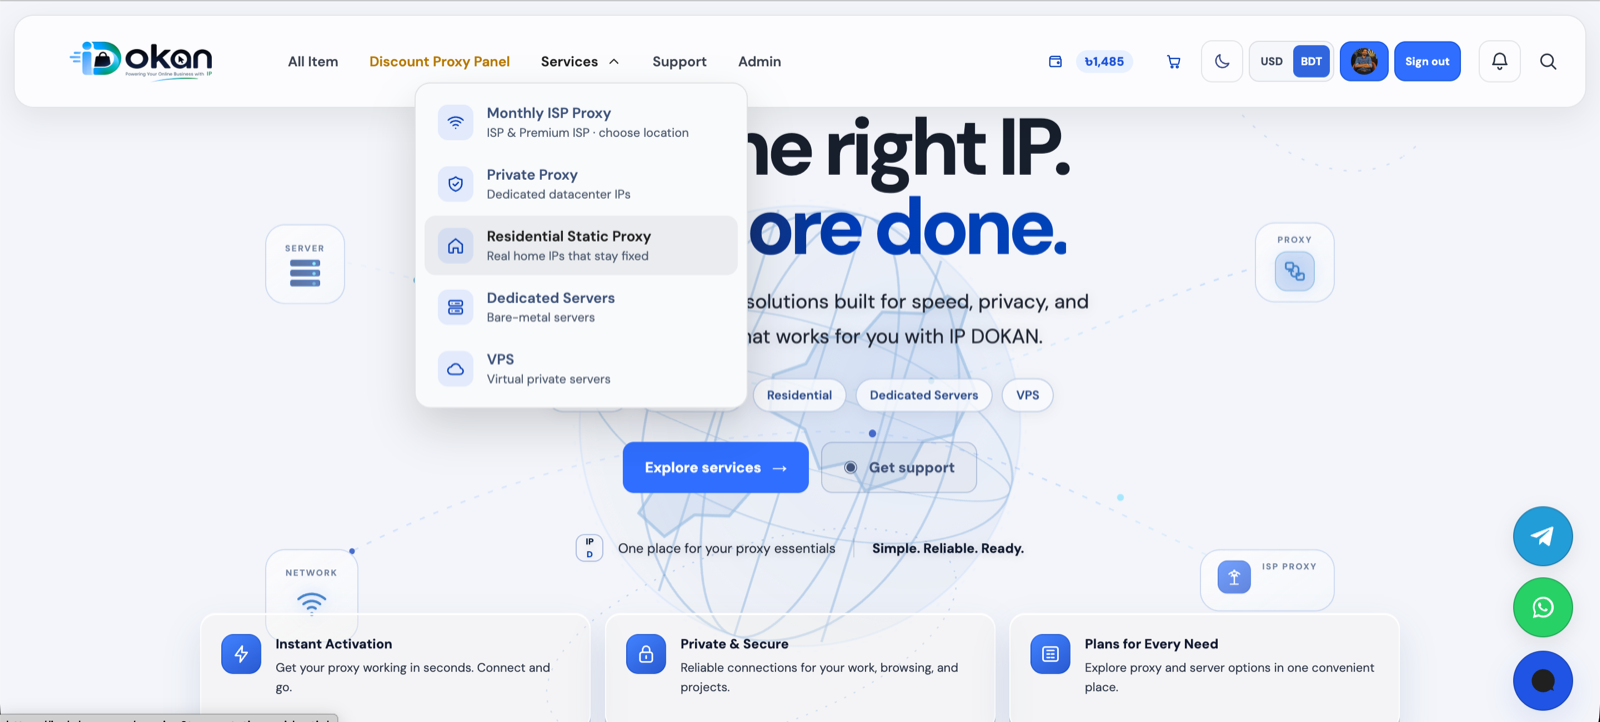 iDokan
Powering Your Online Business with IP
All Item
Discount Proxy Panel
Services
Support
Admin
৳1,485
USD
BDT
Sign out
Monthly ISP Proxy
ISP & Premium ISP · choose location
Private Proxy
Dedicated datacenter IPs
Residential Static Proxy
Real home IPs that stay fixed
Dedicated Servers
Bare-metal servers
VPS
Virtual private servers
right IP.
done.
solutions built for speed, privacy, and
works for you with IP DOKAN.
Residential
Dedicated Servers
VPS
Explore services →
Get support
IP
D
One place for your proxy essentials
Simple. Reliable. Ready.
SERVER
PROXY
NETWORK
ISP PROXY
Instant Activation
Get your proxy working in seconds. Connect and
go.
Private & Secure
Reliable connections for your work, browsing, and
projects.
Plans for Every Need
Explore proxy and server options in one convenient
place.